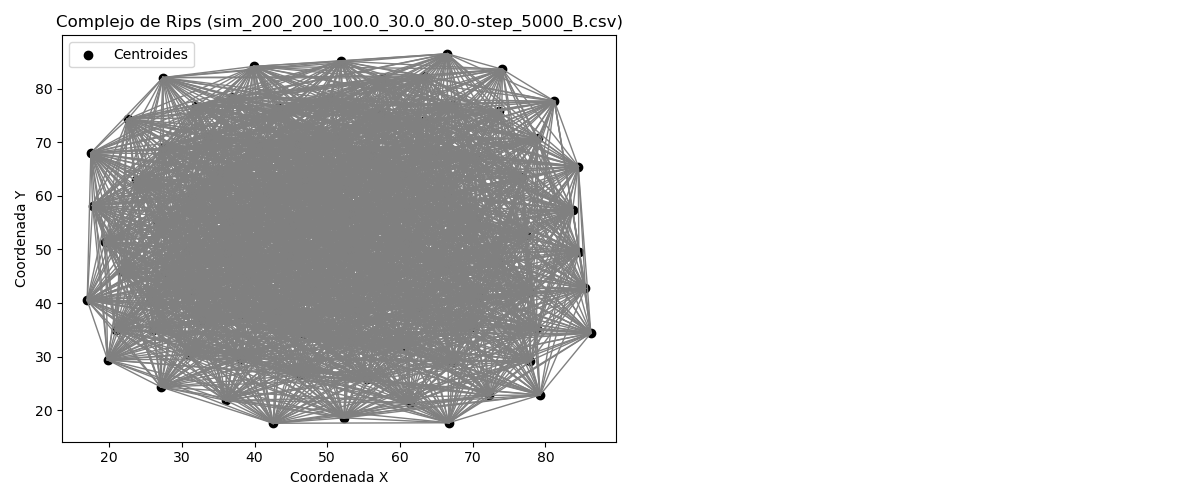 Complejo de Rips (sim_200_200_100.0_30.0_80.0-step_5000_B.csv)
Centroides
Coordenada Y
80
70
60
50
40
30
20
20 30 40 50 60 70 80
Coordenada X